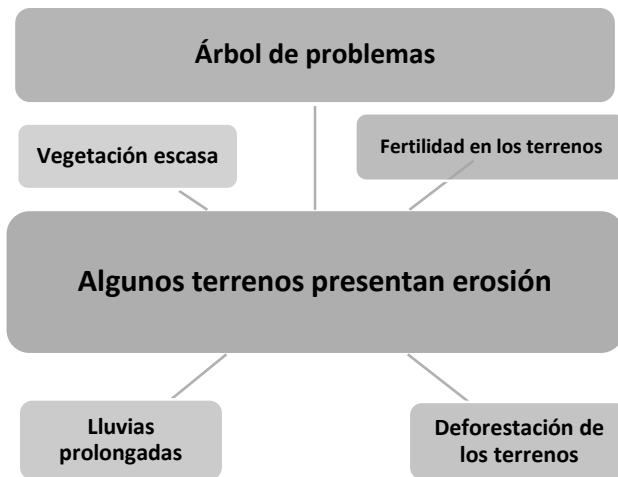 Árbol de problemas
Vegetación escasa
Fertilidad en los terrenos
Algunos terrenos presentan erosión
Lluvias
prolongadas
Deforestación de
los terrenos